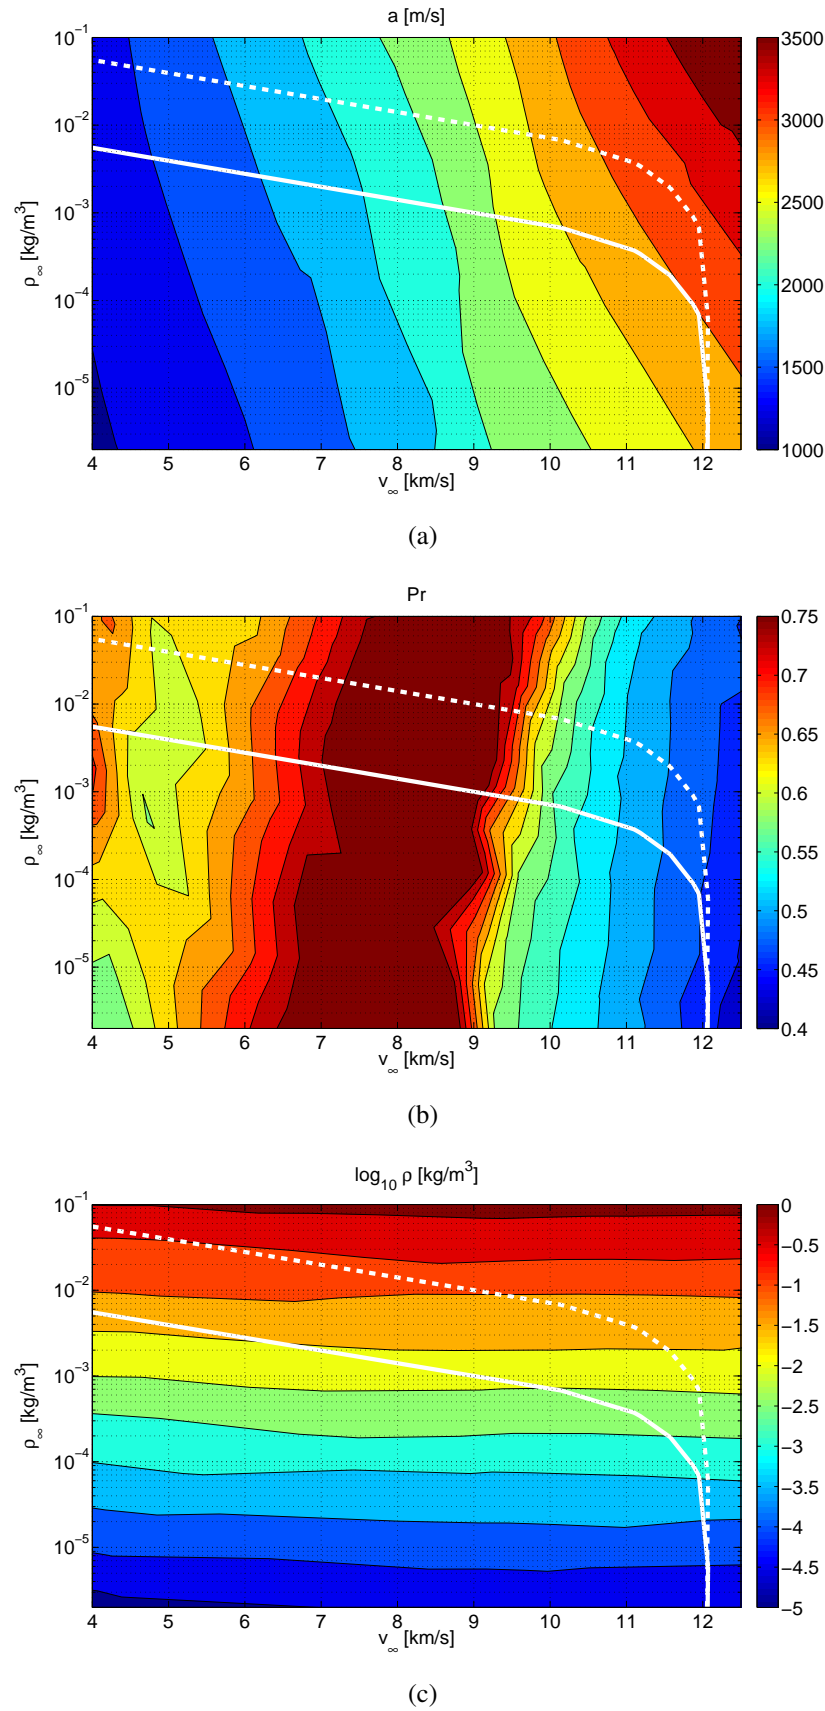 a [m/s]
10⁻¹
10⁻²
10⁻³
10⁻⁴
10⁻⁵
ρ∞ [kg/m³]
4 5 6 7 8 9 10 11 12
v∞ [km/s]
3500
3000
2500
2000
1500
1000
(a)
Pr
10⁻¹
10⁻²
10⁻³
10⁻⁴
10⁻⁵
ρ∞ [kg/m³]
4 5 6 7 8 9 10 11 12
v∞ [km/s]
0.75
0.7
0.65
0.6
0.55
0.5
0.45
0.4
(b)
log₁₀ ρ [kg/m³]
10⁻¹
10⁻²
10⁻³
10⁻⁴
10⁻⁵
ρ∞ [kg/m³]
4 5 6 7 8 9 10 11 12
v∞ [km/s]
0
−0.5
−1
−1.5
−2
−2.5
−3
−3.5
−4
−4.5
−5
(c)